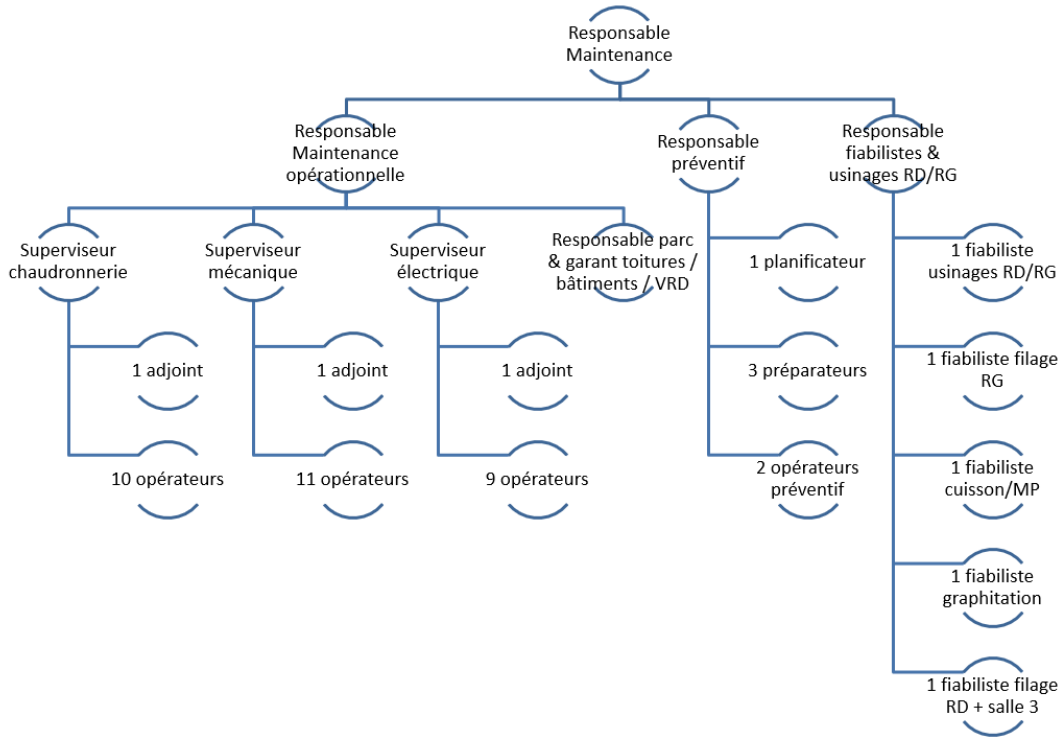 Responsable
Maintenance
Responsable
Maintenance
opérationnelle
Responsable
préventif
Responsable
fiabilistes &
usinages RD/RG
Superviseur
chaudronnerie
Superviseur
mécanique
Superviseur
électrique
Responsable parc
& garant toitures /
bâtiments / VRD
1 adjoint
10 opérateurs
1 adjoint
11 opérateurs
1 adjoint
9 opérateurs
1 planificateur
3 préparateurs
2 opérateurs
préventif
1 fiabiliste
usinages RD/RG
1 fiabiliste filage
RG
1 fiabiliste
cuisson/MP
1 fiabiliste
graphitation
1 fiabiliste filage
RD + salle 3